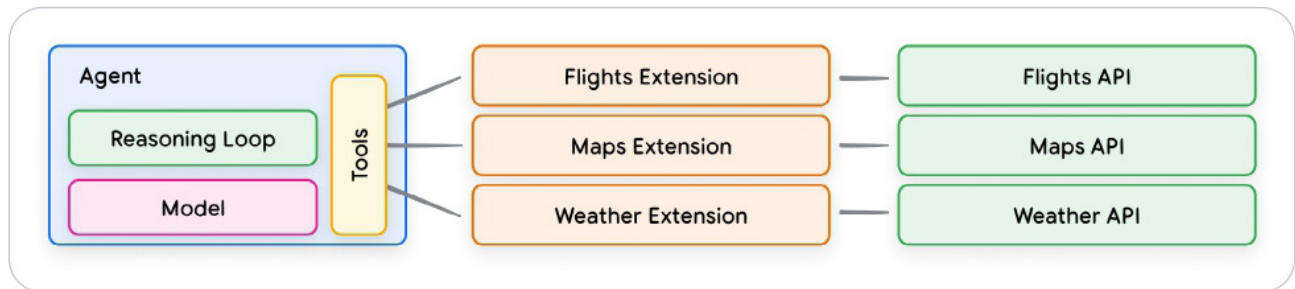 Agent
Reasoning Loop
Model
Tools
Flights Extension
Maps Extension
Weather Extension
Flights API
Maps API
Weather API